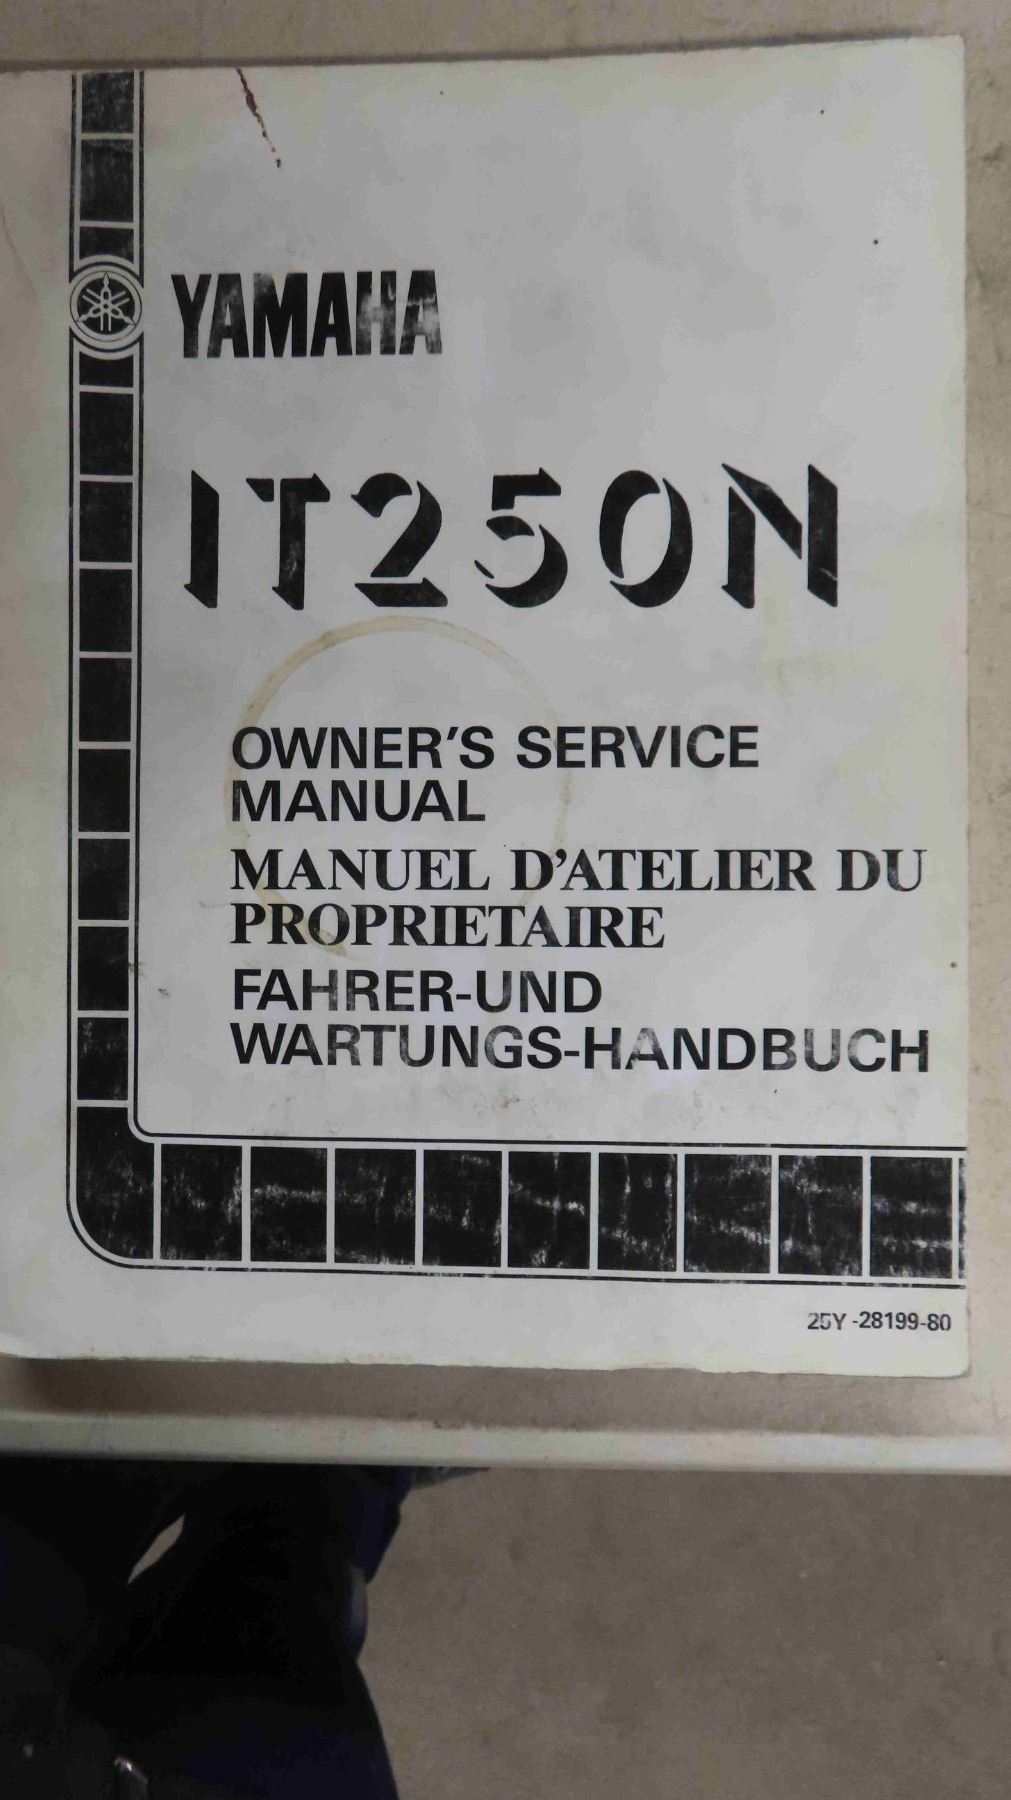 YAMAHA
IT250N
OWNER'S SERVICE
MANUAL
MANUEL D'ATELIER DU
PROPRIETAIRE
FAHRER-UND
WARTUNGS-HANDBUCH
25Y-28199-80